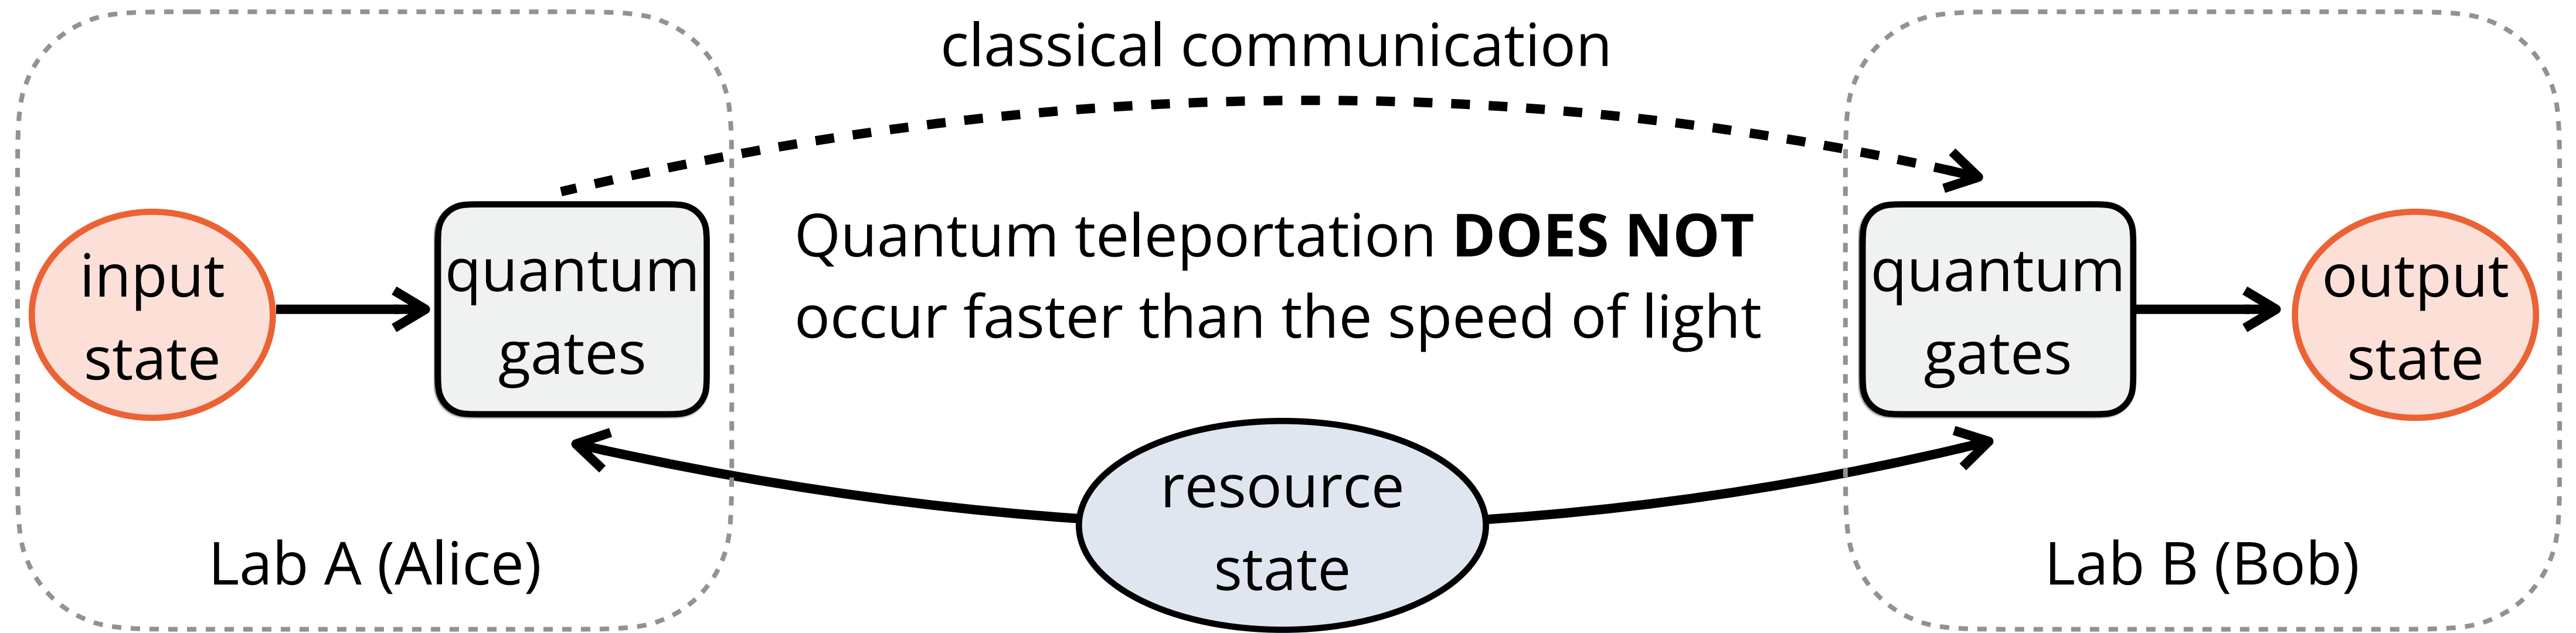 classical communication
input
state
quantum
gates
Quantum teleportation DOES NOT
occur faster than the speed of light
quantum
gates
output
state
resource
state
Lab A (Alice)
Lab B (Bob)